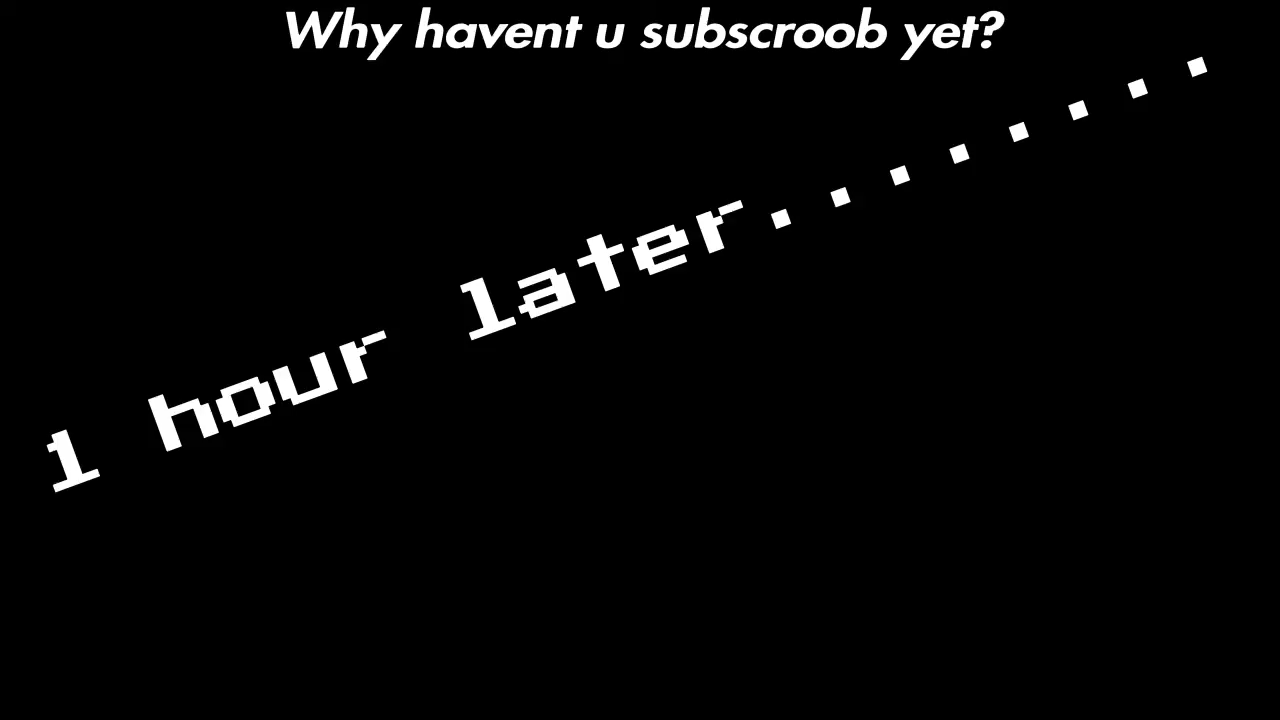 Why havent u subscroob yet?
1 hour later........